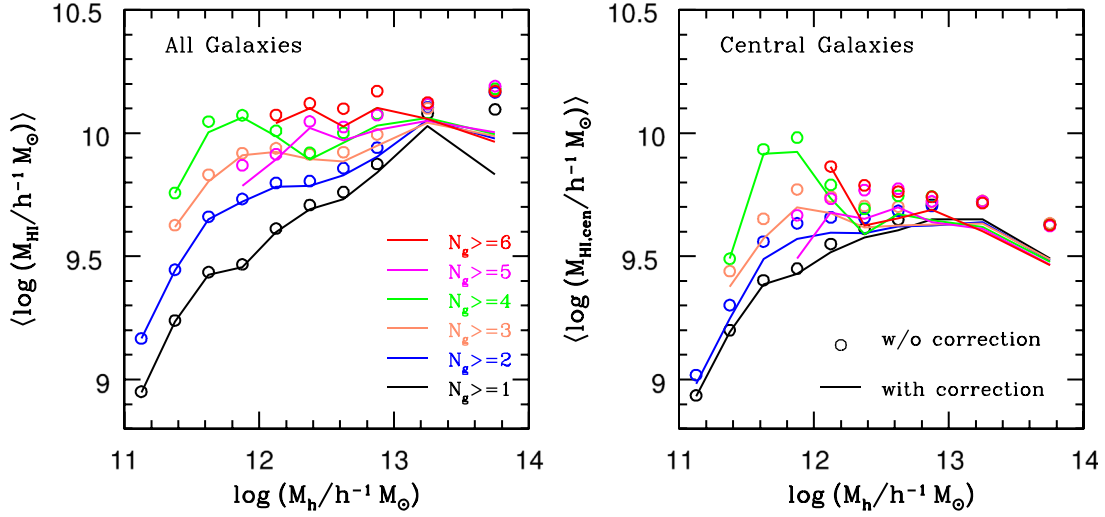 10.5
10
9.5
9
11
12
13
14
All Galaxies
N_g>=6
N_g>=5
N_g>=4
N_g>=3
N_g>=2
N_g>=1
⟨log (M_HI/h⁻¹ M_⊙)⟩
log (M_h/h⁻¹ M_⊙)
10.5
10
9.5
9
11
12
13
14
Central Galaxies
w/o correction
with correction
⟨log (M_HI,cen/h⁻¹ M_⊙)⟩
log (M_h/h⁻¹ M_⊙)